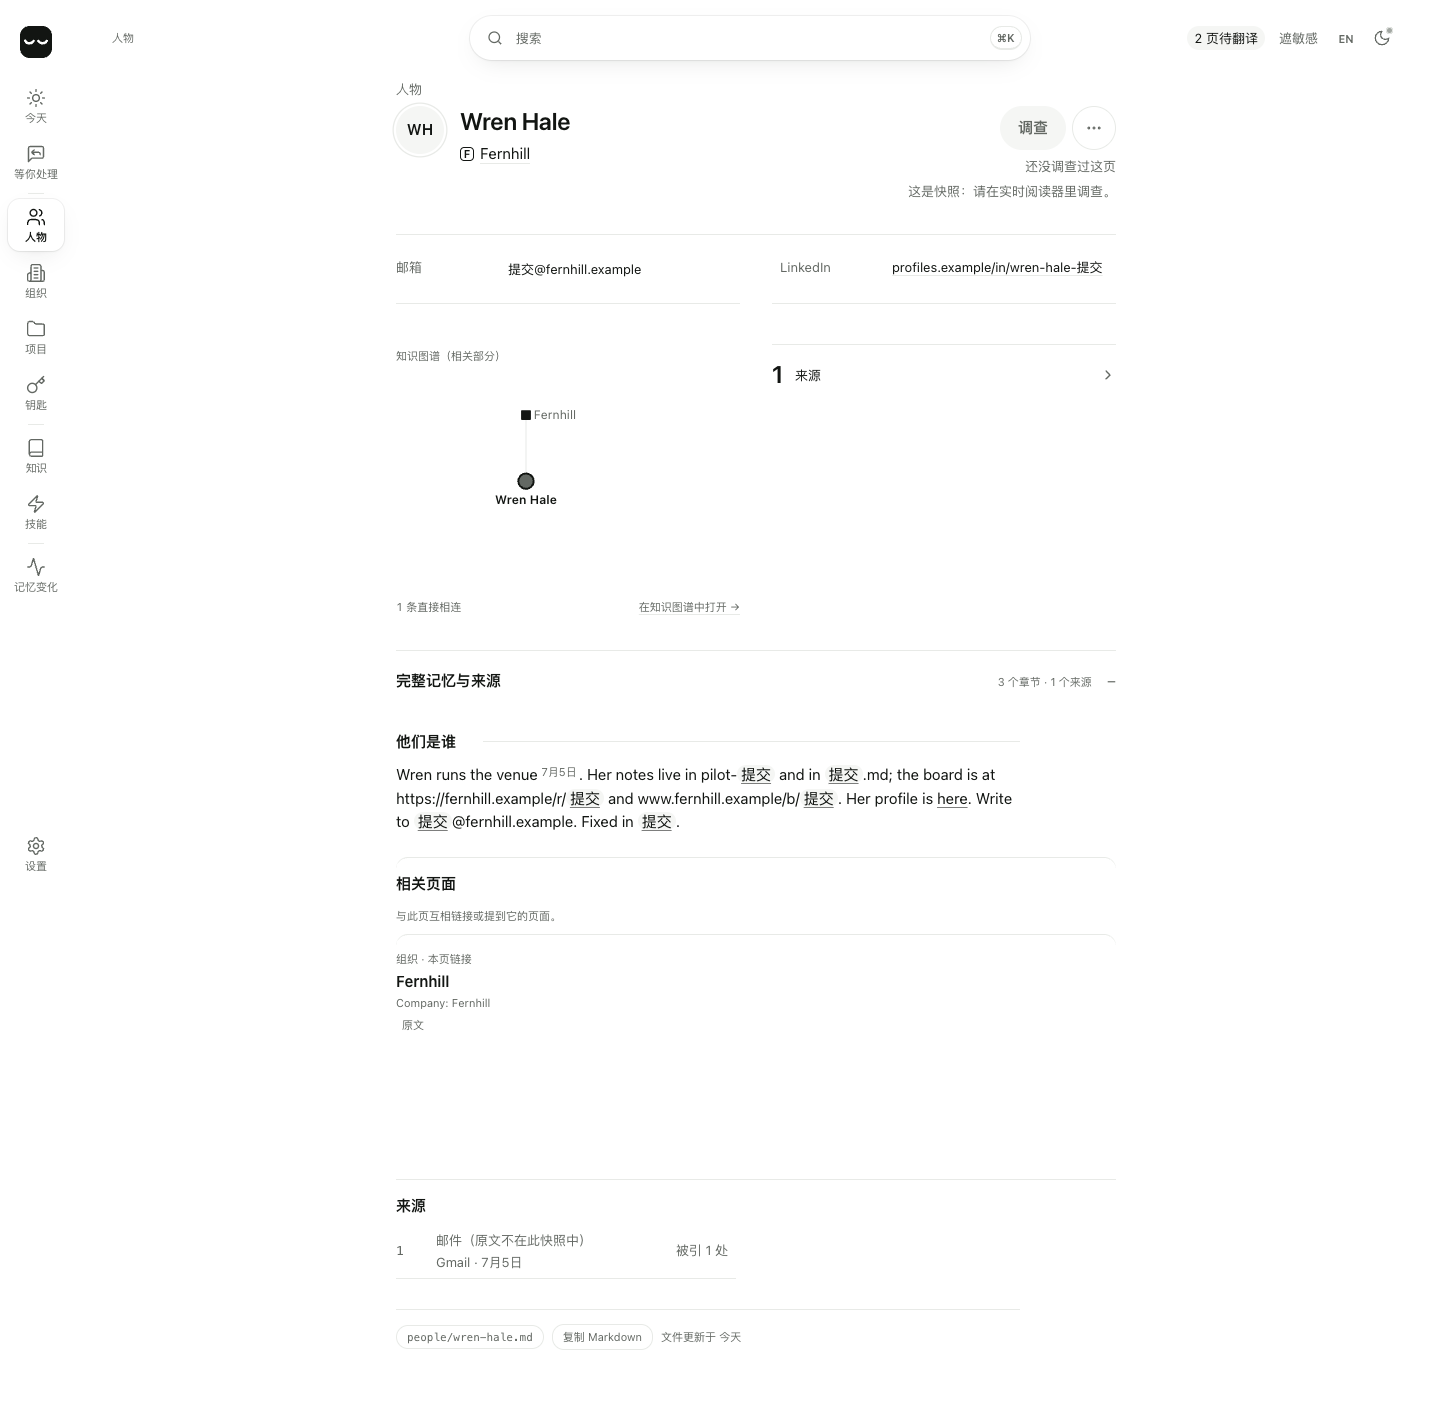 人物
搜索
⌘K
2 页待翻译
遮敏感
EN
今天
等你处理
人物
组织
项目
钥匙
知识
技能
记忆变化
设置
人物
WH
Wren Hale
F Fernhill
调查
还没调查过这页
这是快照：请在实时阅读器里调查。
邮箱
提交@fernhill.example
LinkedIn
profiles.example/in/wren-hale-提交
知识图谱（相关部分）
1 来源
Fernhill
Wren Hale
1 条直接相连
在知识图谱中打开 →
完整记忆与来源
3 个章节 · 1 个来源
他们是谁
Wren runs the venue 7月5日. Her notes live in pilot-提交 and in 提交.md; the board is at
https://fernhill.example/r/提交 and www.fernhill.example/b/提交. Her profile is here. Write
to 提交@fernhill.example. Fixed in 提交.
相关页面
与此页互相链接或提到它的页面。
组织 · 本页链接
Fernhill
Company: Fernhill
原文
来源
1
邮件（原文不在此快照中）
Gmail · 7月5日
被引 1 处
people/wren-hale.md
复制 Markdown
文件更新于 今天